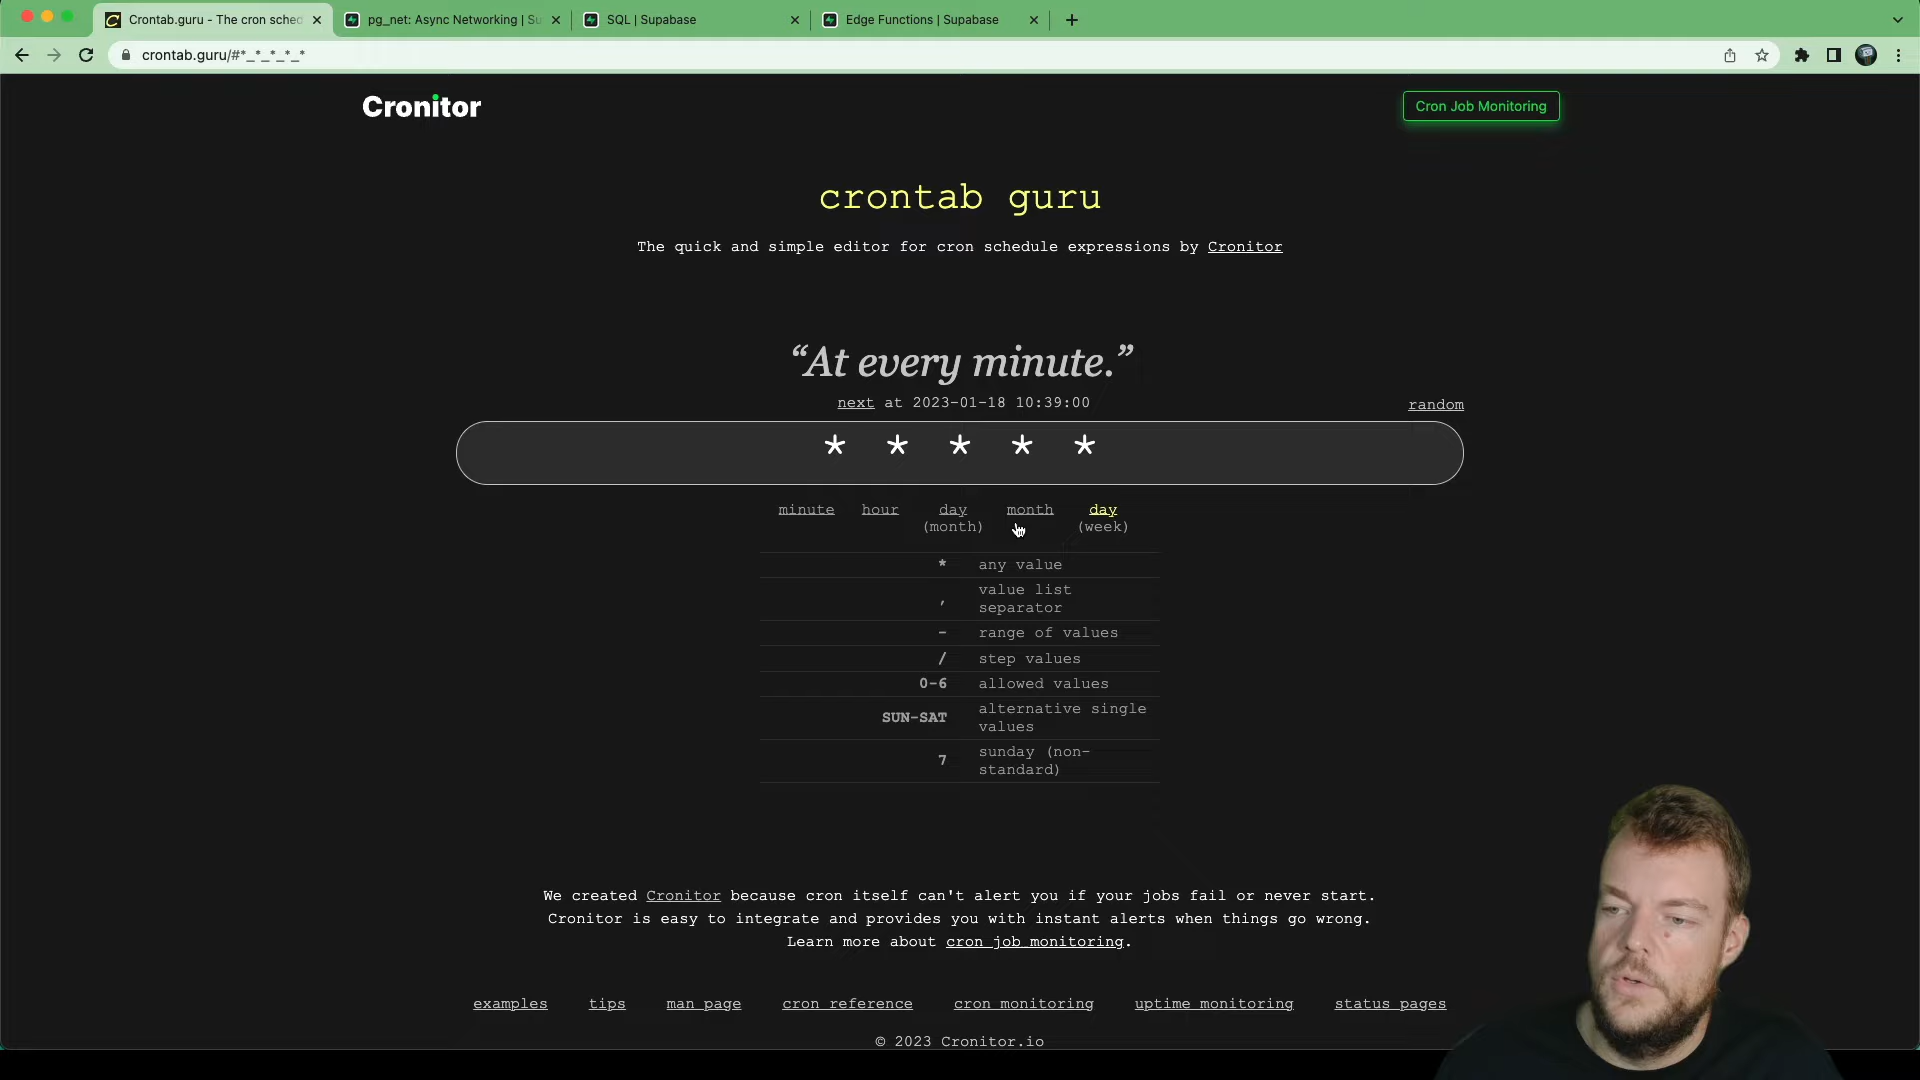 Crontab.guru - The cron sched
pg_net: Async Networking | Su
SQL | Supabase
Edge Functions | Supabase
crontab.guru/#*_*_*_*_*
Cronitor
Cron Job Monitoring
crontab guru
The quick and simple editor for cron schedule expressions by Cronitor
“At every minute.”
next at 2023-01-18 10:39:00
random
* * * * *
minute hour day (month) month day (week)
* any value
, value list separator
- range of values
/ step values
0-6 allowed values
SUN-SAT alternative single values
7 sunday (non-standard)
We created Cronitor because cron itself can't alert you if your jobs fail or never start.
Cronitor is easy to integrate and provides you with instant alerts when things go wrong.
Learn more about cron job monitoring.
examples tips man page cron reference cron monitoring uptime monitoring status pages
© 2023 Cronitor.io